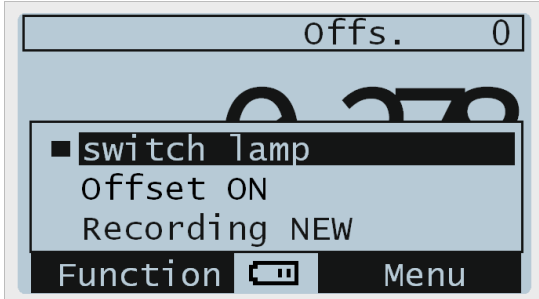 Offs. 0
switch lamp
Offset ON
Recording NEW
Function Menu